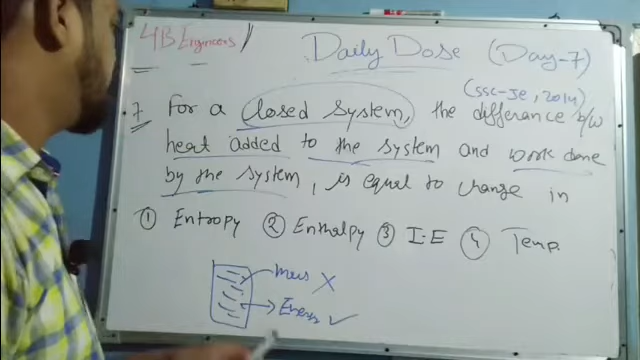 4B Engineers
Daily Dose (Day-7)
(SSC-Je, 2014)
7 For a closed system, the differance b/w
heat added to the system and work done
by the system, is equal to change in
① Entropy ② Enthalpy ③ I.E ④ Temp.
Mass X
Energy ✓